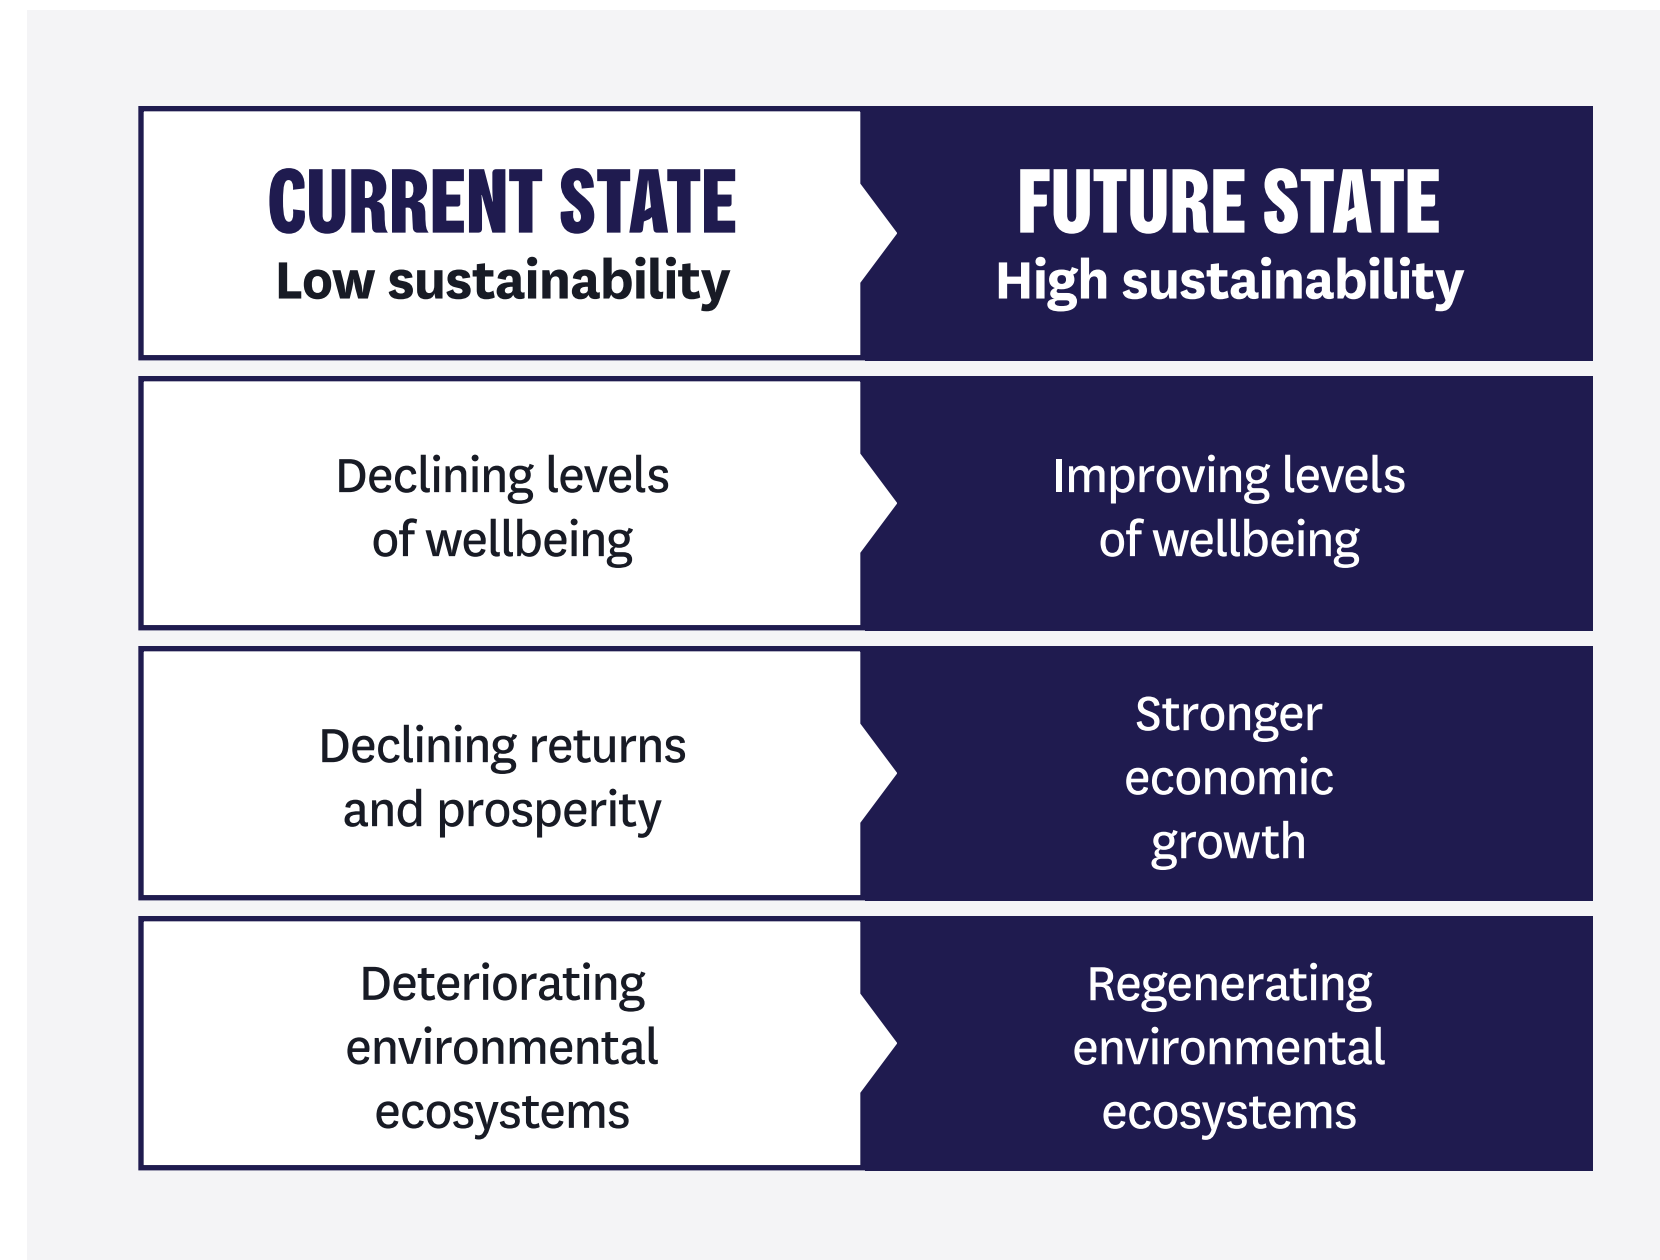 CURRENT STATE
Low sustainability
FUTURE STATE
High sustainability
Declining levels
of wellbeing
Improving levels
of wellbeing
Declining returns
and prosperity
Stronger
economic
growth
Deteriorating
environmental
ecosystems
Regenerating
environmental
ecosystems